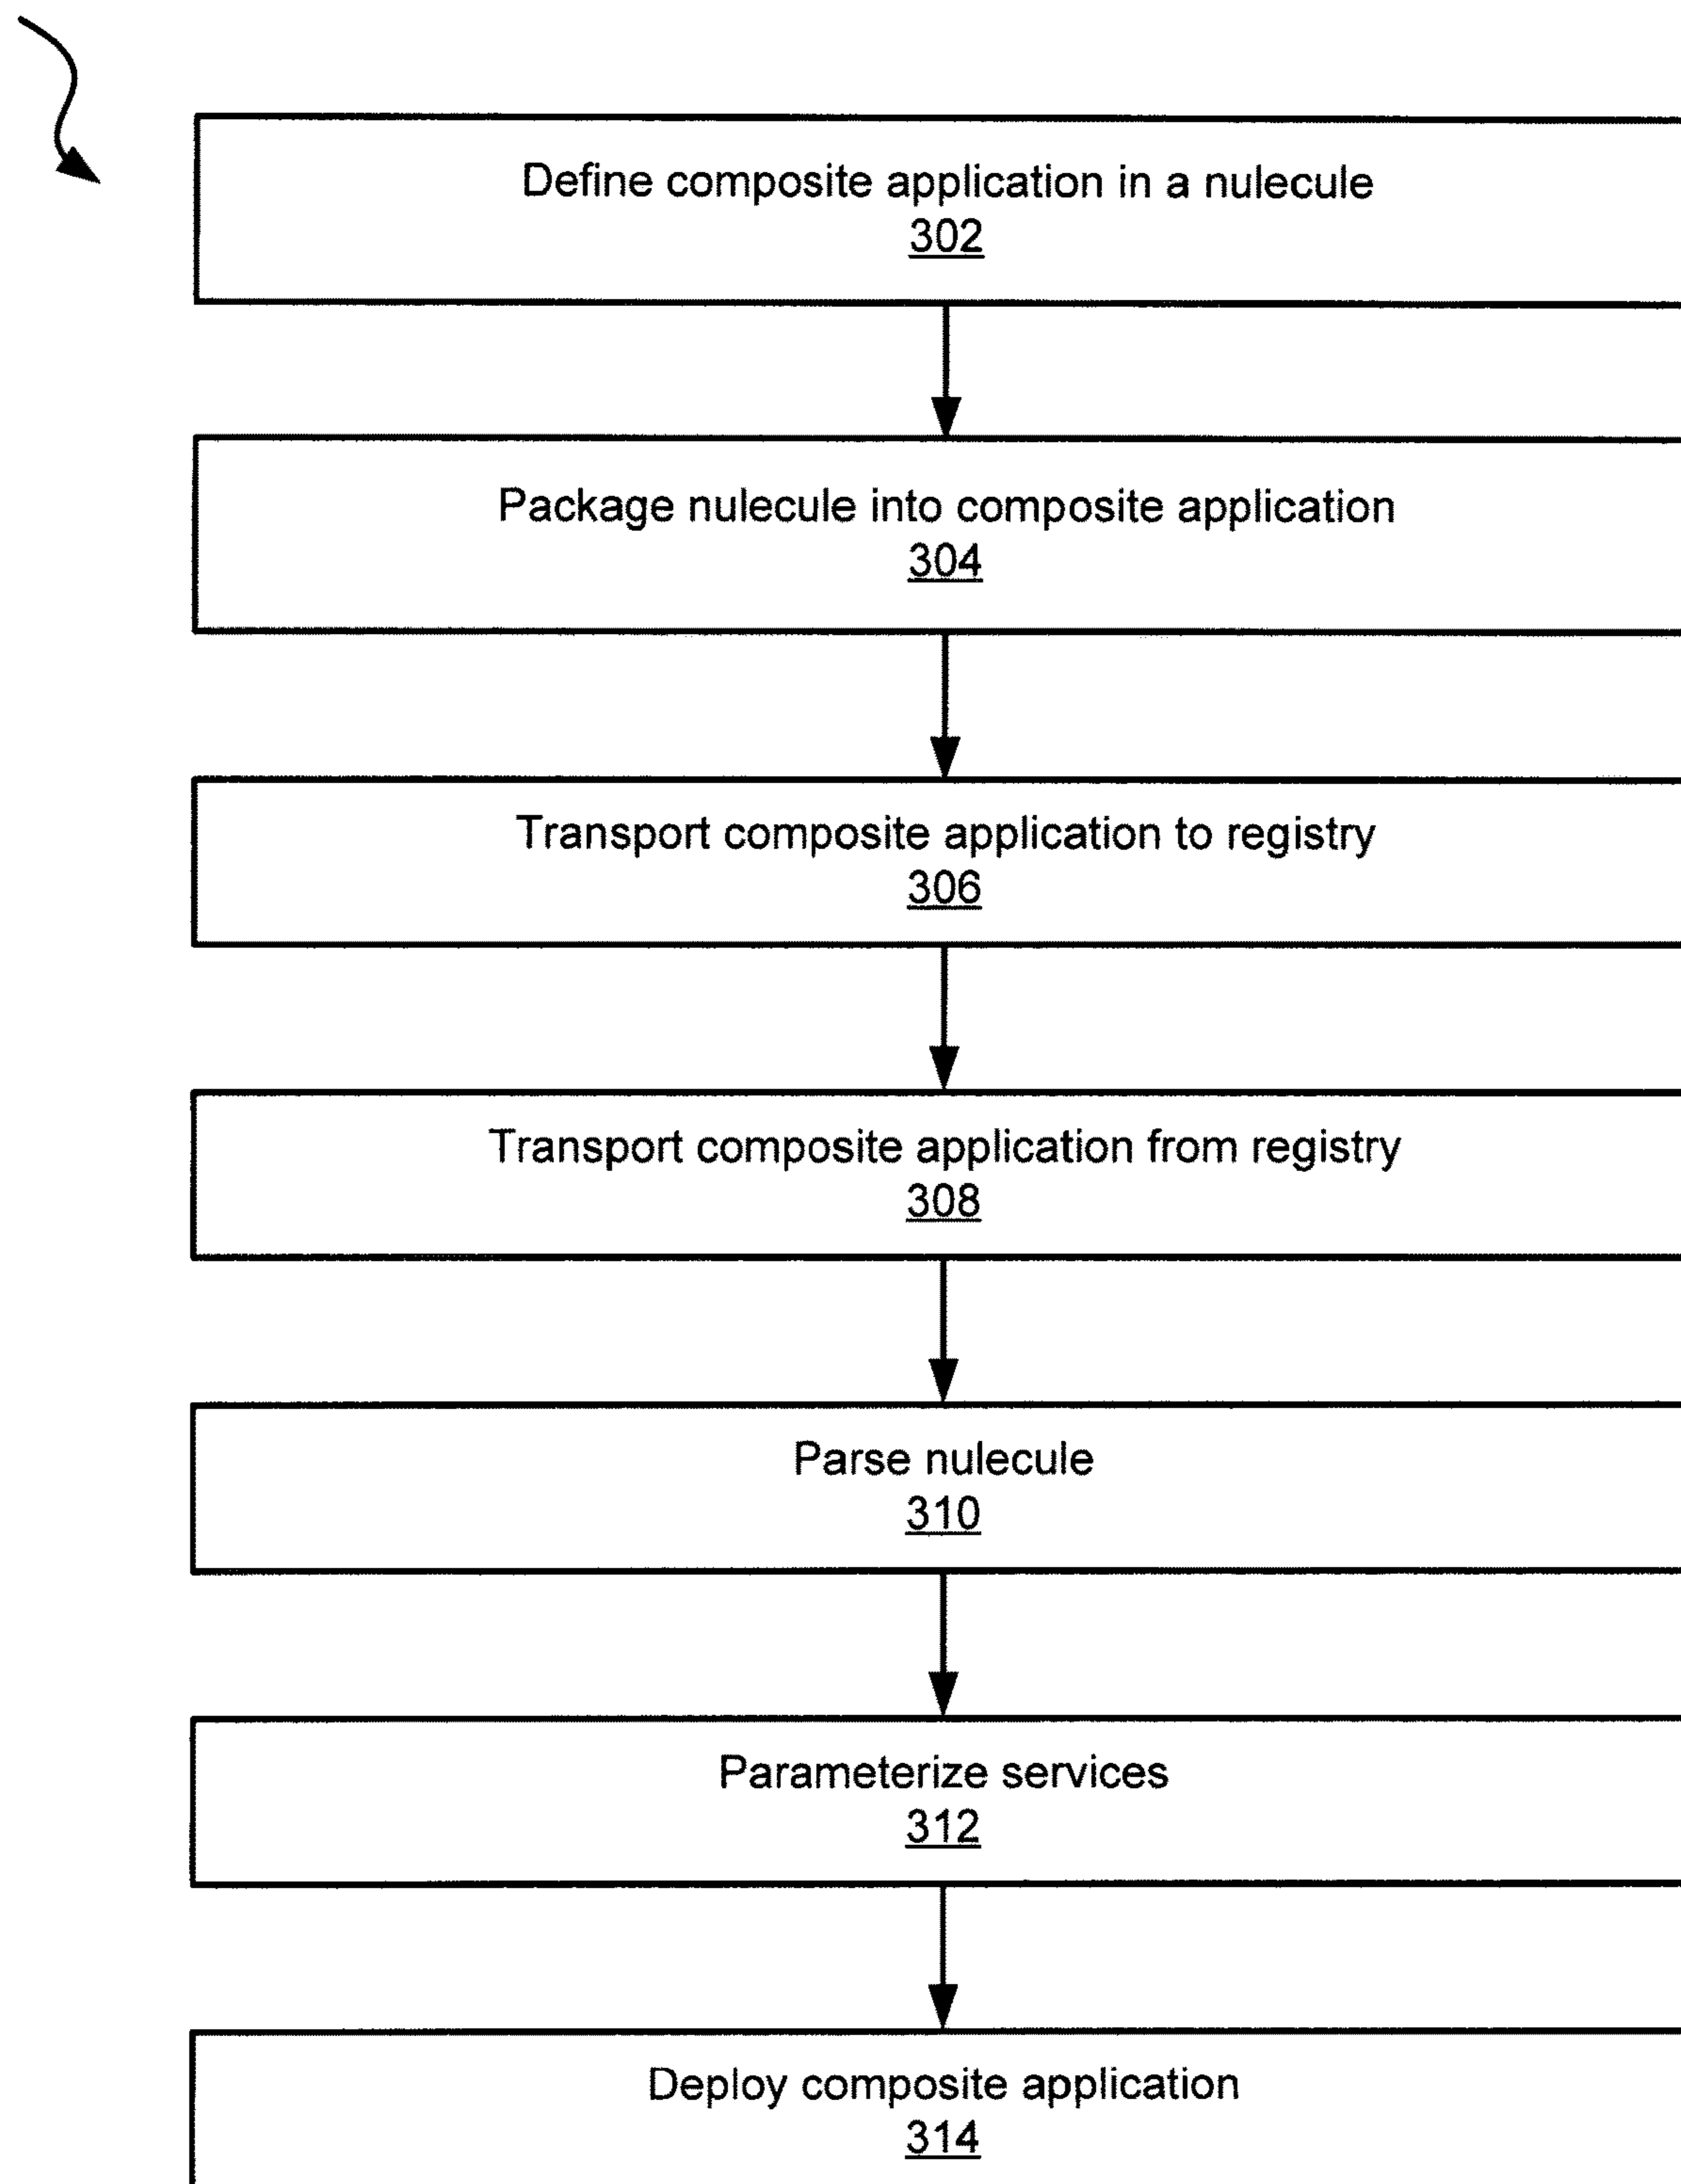 Define composite application in a nulecule
302
Package nulecule into composite application
304
Transport composite application to registry
306
Transport composite application from registry
308
Parse nulecule
310
Parameterize services
312
Deploy composite application
314